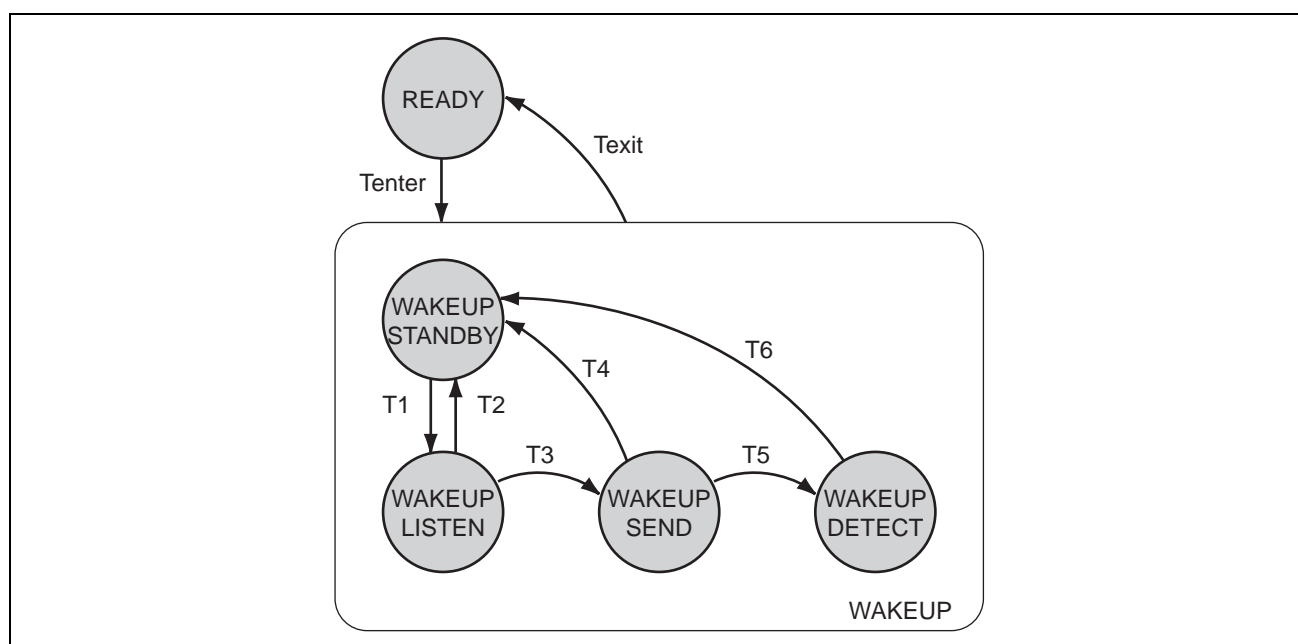 READY
Texit
Tenter
WAKEUP
STANDBY
T6
T4
T1
T2
T3
T5
WAKEUP
LISTEN
WAKEUP
SEND
WAKEUP
DETECT
WAKEUP